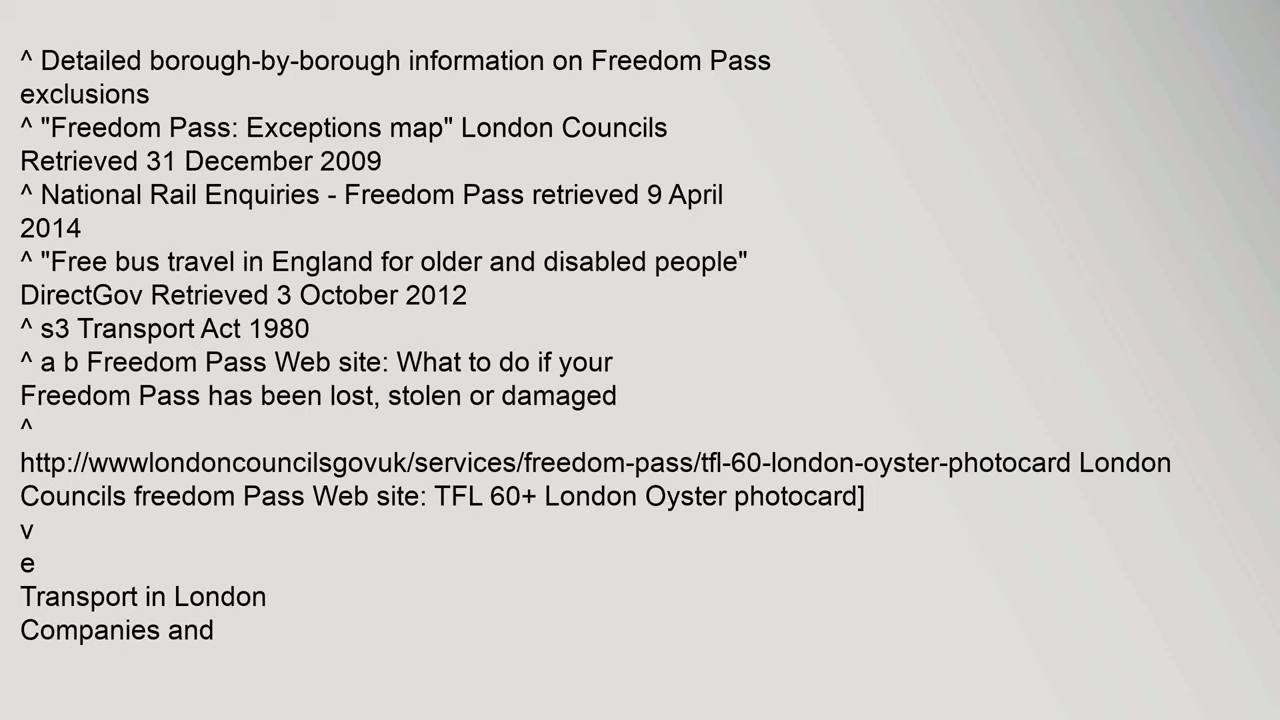 ^ Detailed borough-by-borough information on Freedom Pass
exclusions
^ "Freedom Pass: Exceptions map" London Councils
Retrieved 31 December 2009
^ National Rail Enquiries - Freedom Pass retrieved 9 April
2014
^ "Free bus travel in England for older and disabled people"
DirectGov Retrieved 3 October 2012
^ s3 Transport Act 1980
^ a b Freedom Pass Web site: What to do if your
Freedom Pass has been lost, stolen or damaged
^
http://wwwlondoncouncilsgovuk/services/freedom-pass/tfl-60-london-oyster-photocard London
Councils freedom Pass Web site: TFL 60+ London Oyster photocard]
v
e
Transport in London
Companies and